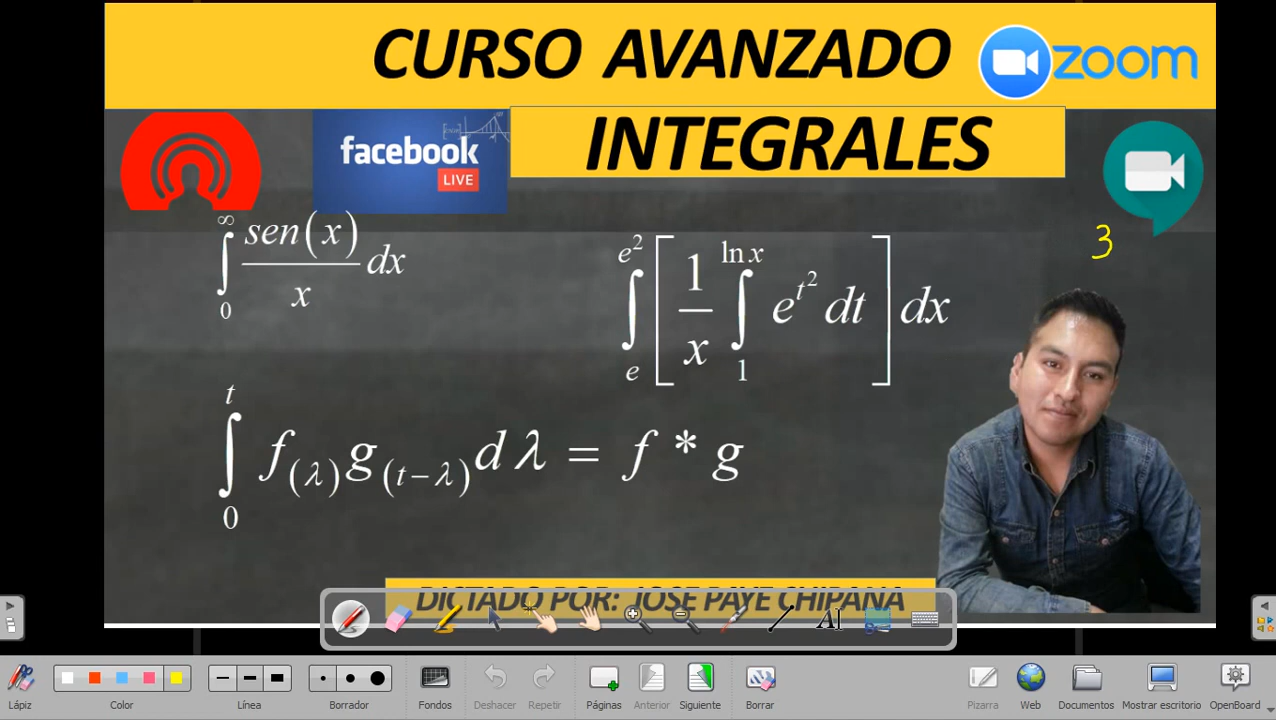 CURSO AVANZADO
zoom
INTEGRALES
facebook
LIVE
3
∫₀^∞ sen(x)/x dx
∫ₑ^{e²} [ 1/x ∫₁^{ln x} e^{t²} dt ] dx
∫₀^t f₍λ₎ g₍t−λ₎ d λ = f * g
DICTADO POR: JOSE PAYE CHIPANA
Lápiz
Color
Línea
Borrador
Fondos
Deshacer
Repetir
Páginas
Anterior
Siguiente
Borrar
Pizarra
Web
Documentos
Mostrar escritorio
OpenBoard